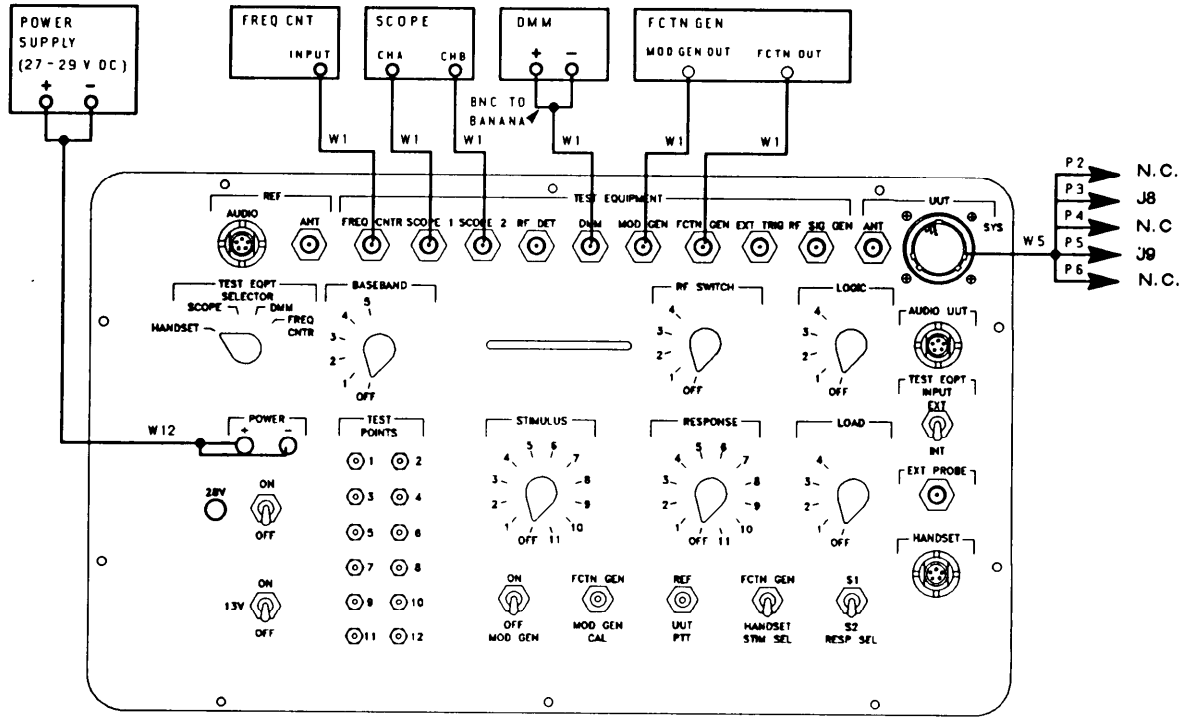 POWER
SUPPLY
(27-29 V DC)
+ -
FREQ CNT
INPUT
SCOPE
CHA CHB
DMM
+ -
FCTN GEN
MOD GEN OUT FCTN OUT
BNC TO
BANANA
W1 W1 W1 W1 W1 W1
P2 N.C.
P3 J8
P4 N.C
P5 J9
P6 N.C.
W5
REF
AUDIO ANT
TEST EQUIPMENT
FREQ CNTR SCOPE 1 SCOPE 2 RF DET DMM MOD GEN FCTN GEN EXT TRIG RF SIG GEN
UUT
ANT SYS
TEST EQPT
SELECTOR
SCOPE DMM
HANDSET FREQ
CNTR
BASEBAND
5
4
3
2
1
OFF
RF SWITCH
4
3
2
1
OFF
LOGIC
4
3
2
1
OFF
AUDIO UUT
TEST EQPT
INPUT
EXT
INT
W12
POWER
+ -
28V
ON
OFF
13V
ON
OFF
TEST
POINTS
1 2
3 4
5 6
7 8
9 10
11 12
STIMULUS
5 6
4 7
3 8
2 9
1 10
OFF 11
RESPONSE
5 6
4 7
3 8
2 9
1 10
OFF 11
LOAD
4
3
2
1
OFF
EXT PROBE
HANDSET
ON
OFF
MOD GEN
FCTN GEN
MOD GEN
CAL
REF
UUT
PTT
FCTN GEN
HANDSET
STIM SEL
S1
S2
RESP SEL